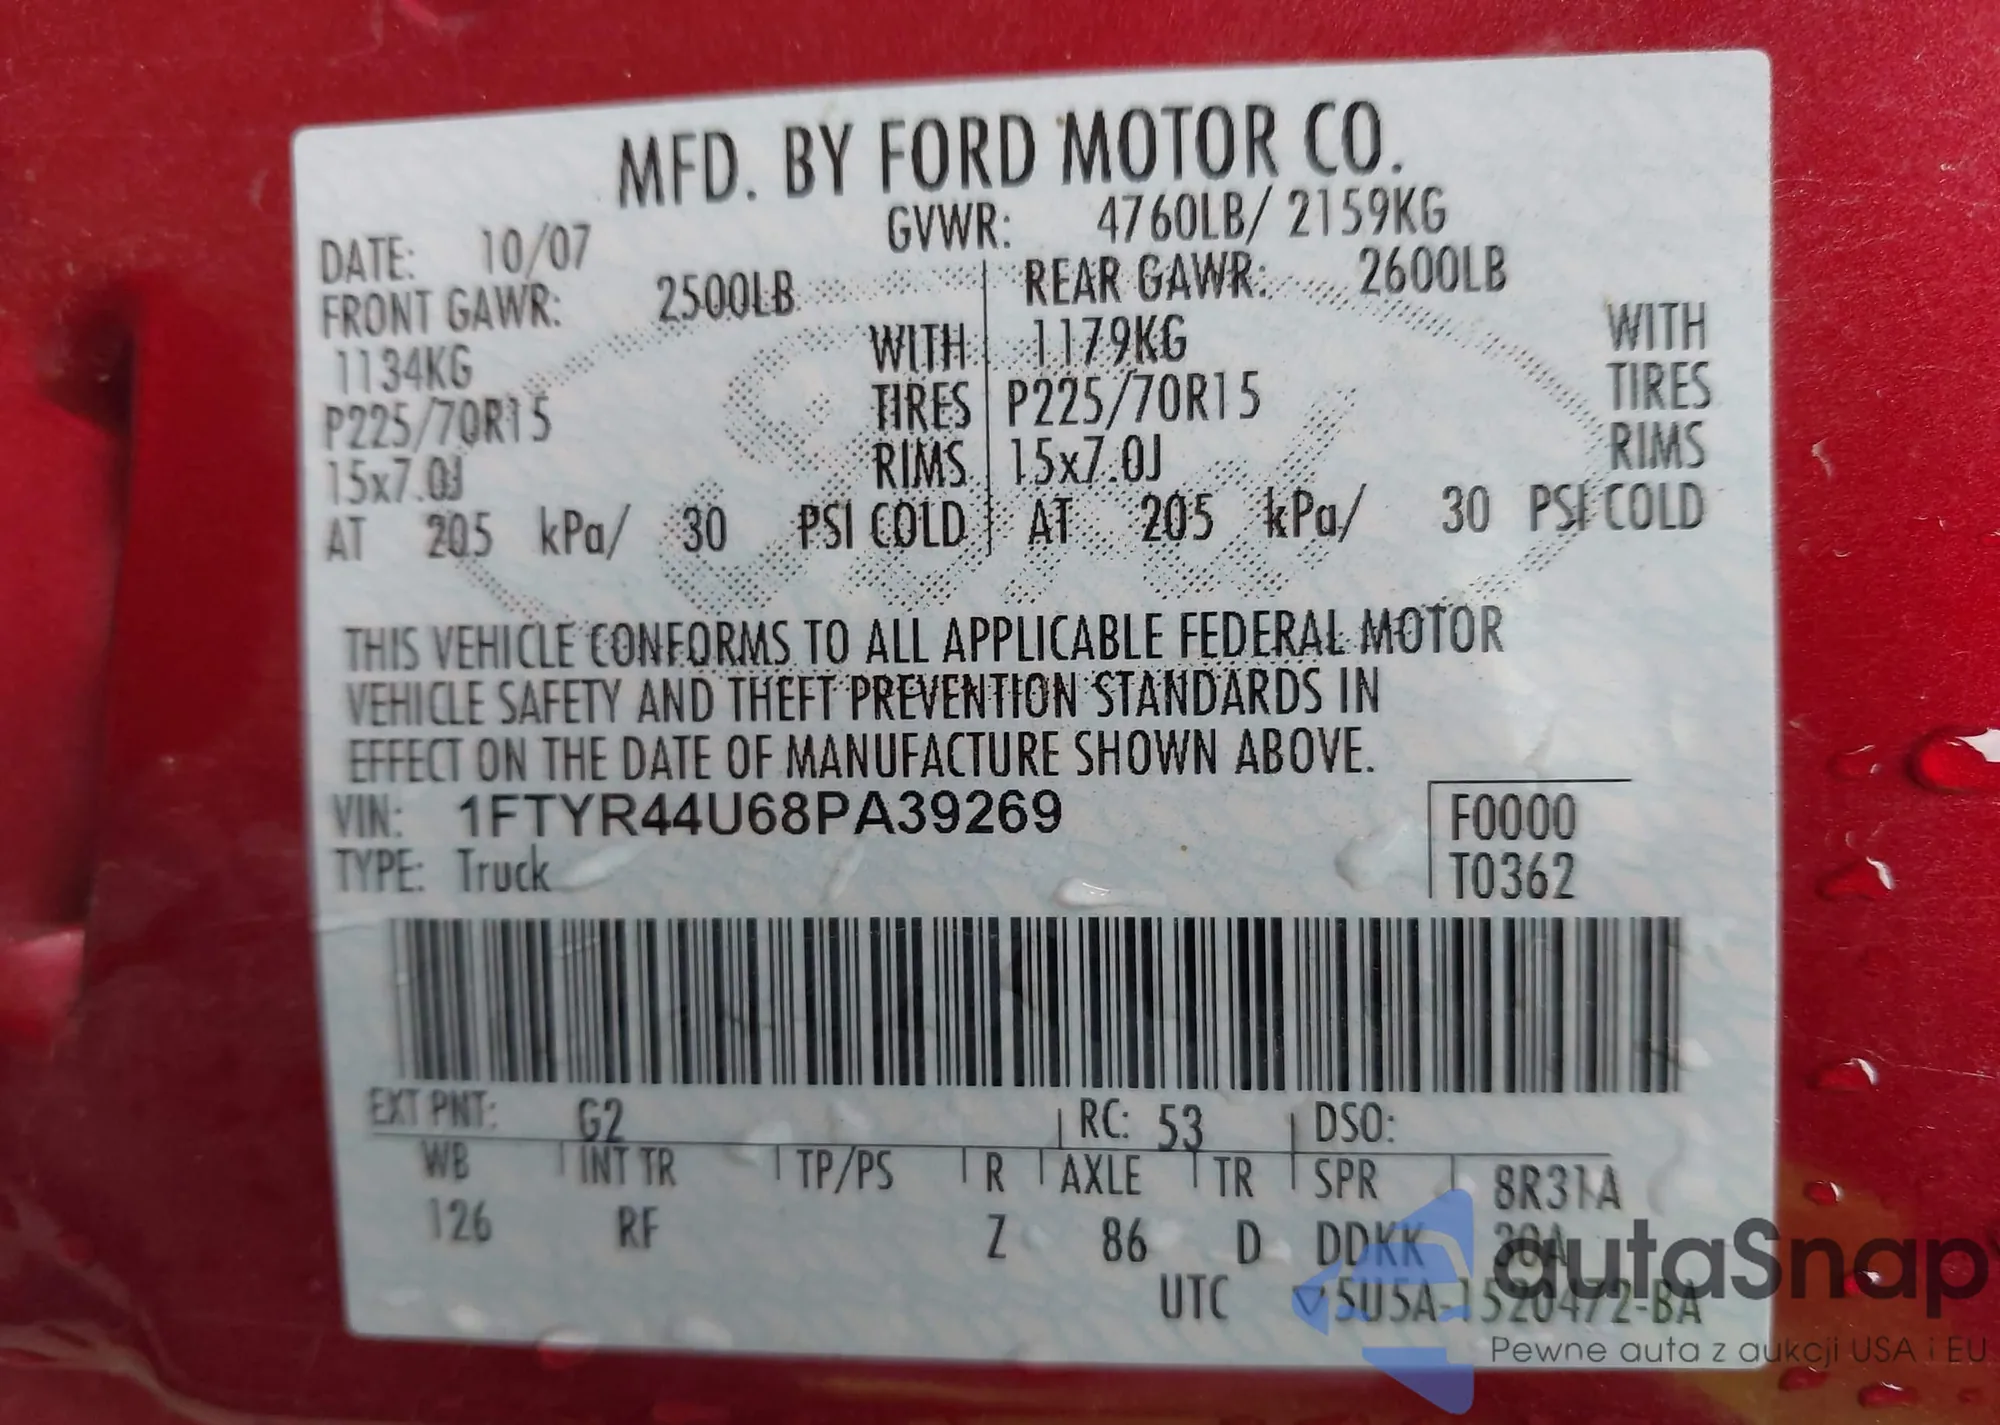 MFD. BY FORD MOTOR CO.
DATE: 10/07 GVWR: 4760LB/ 2159KG
FRONT GAWR: 2500LB REAR GAWR: 2600LB
1134KG WITH 1179KG WITH
P225/70R15 TIRES P225/70R15 TIRES
15x7.0J RIMS 15x7.0J RIMS
AT 205 kPa/ 30 PSI COLD AT 205 kPa/ 30 PSI COLD
THIS VEHICLE CONFORMS TO ALL APPLICABLE FEDERAL MOTOR
VEHICLE SAFETY AND THEFT PREVENTION STANDARDS IN
EFFECT ON THE DATE OF MANUFACTURE SHOWN ABOVE.
VIN: 1FTYR44U68PA39269 F0000
TYPE: Truck T0362
EXT PNT: G2 RC: 53 DSO:
WB INT TR TP/PS R AXLE TR SPR 8R31A
126 RF Z 86 D DDKK 30A
UTC 5U5A-1520472-BA
autaSnap
Pewne auta z aukcji USA i EU